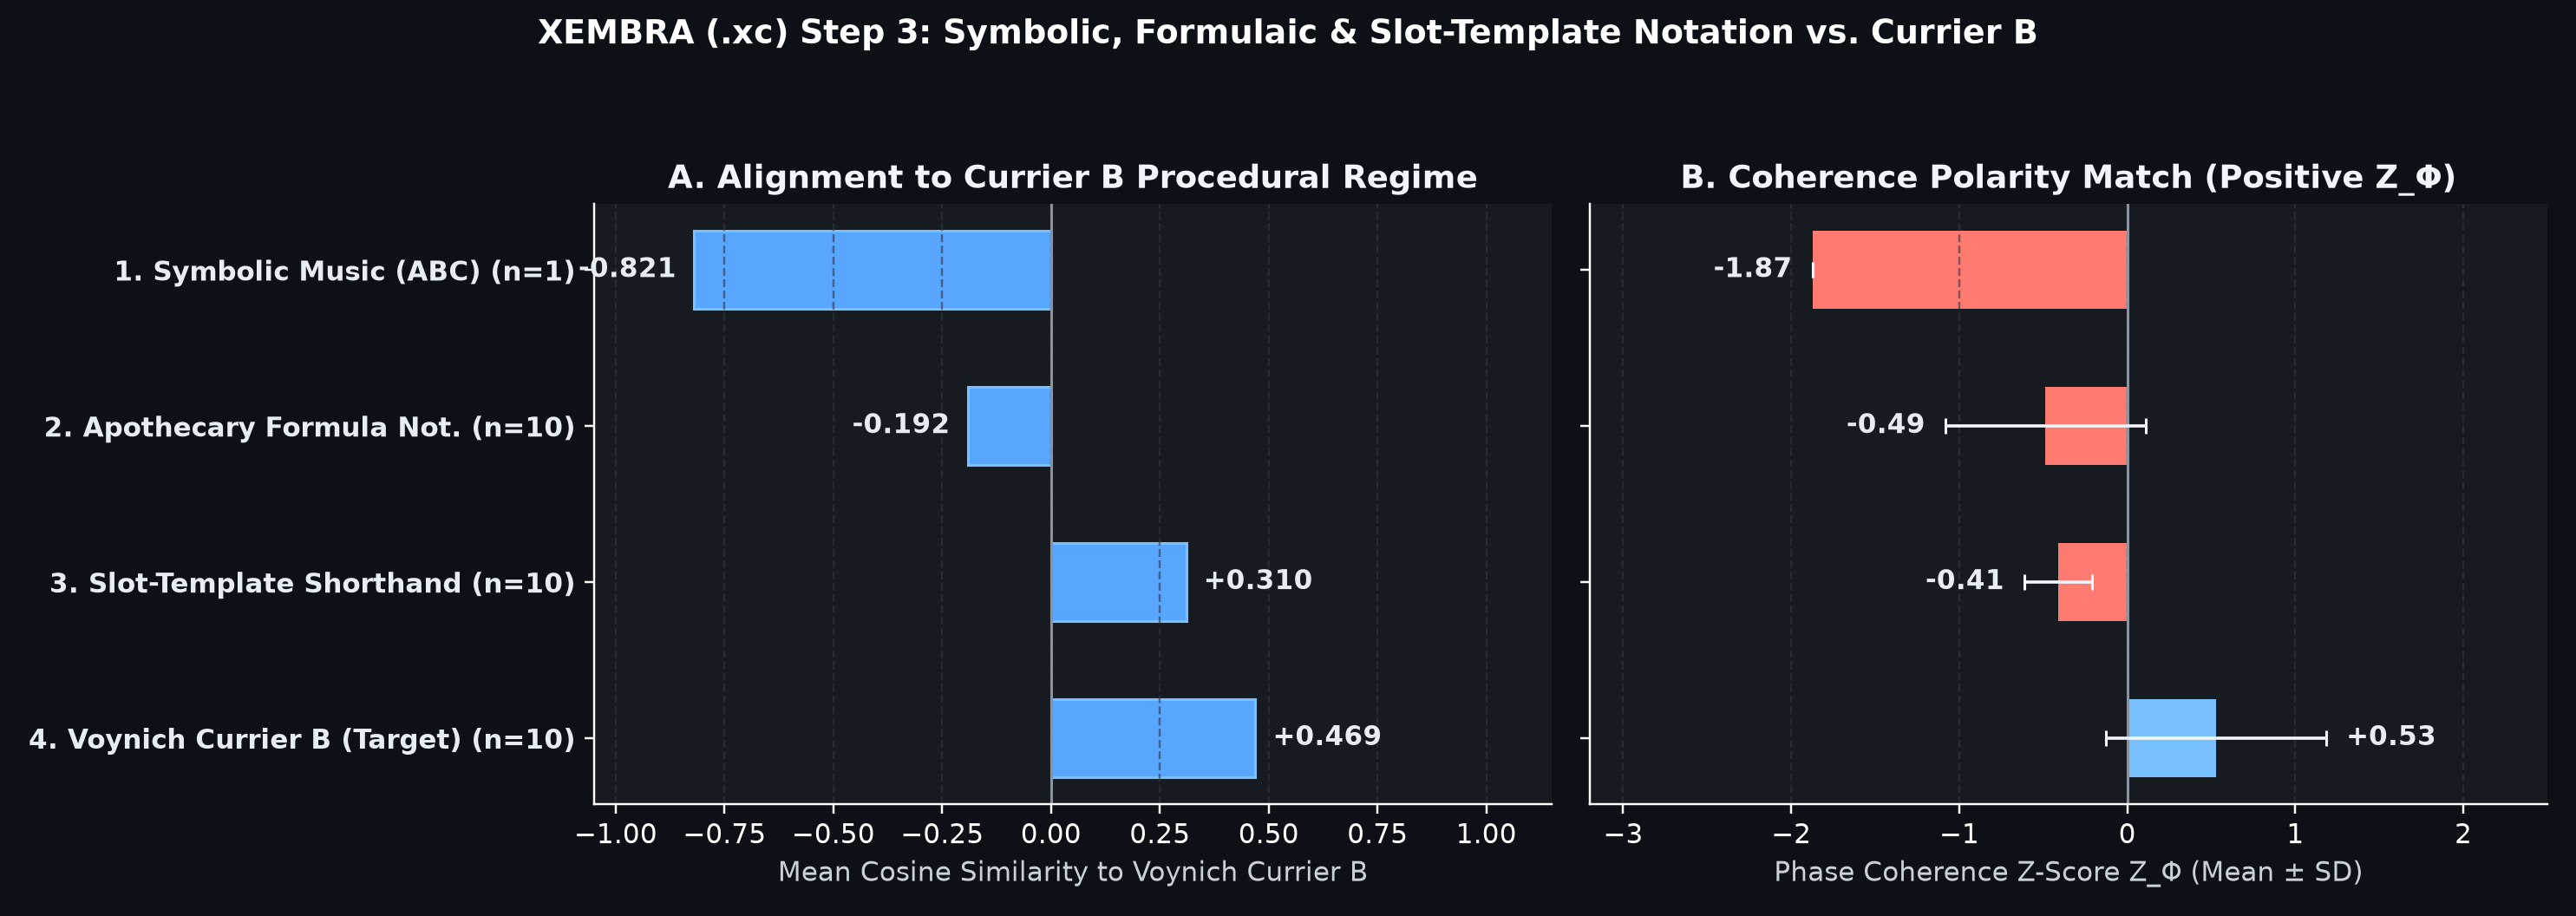 XEMBRA (.xc) Step 3: Symbolic, Formulaic & Slot-Template Notation vs. Currier B
A. Alignment to Currier B Procedural Regime
1. Symbolic Music (ABC) (n=1)
-0.821
2. Apothecary Formula Not. (n=10)
-0.192
3. Slot-Template Shorthand (n=10)
+0.310
4. Voynich Currier B (Target) (n=10)
+0.469
−1.00 −0.75 −0.50 −0.25 0.00 0.25 0.50 0.75 1.00
Mean Cosine Similarity to Voynich Currier B
B. Coherence Polarity Match (Positive Z_Φ)
-1.87
-0.49
-0.41
+0.53
−3 −2 −1 0 1 2
Phase Coherence Z-Score Z_Φ (Mean ± SD)